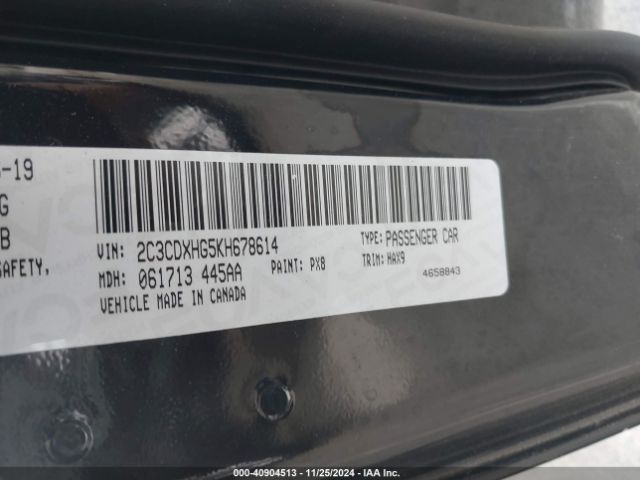 -19
G
B
SAFETY,
VIN: 2C3CDXHG5KH678614
TYPE: PASSENGER CAR
MDH: 061713 445AA
PAINT: PX8
TRIM: HAX9
VEHICLE MADE IN CANADA
4658843
000-40904513 - 11/25/2024 - IAA Inc.